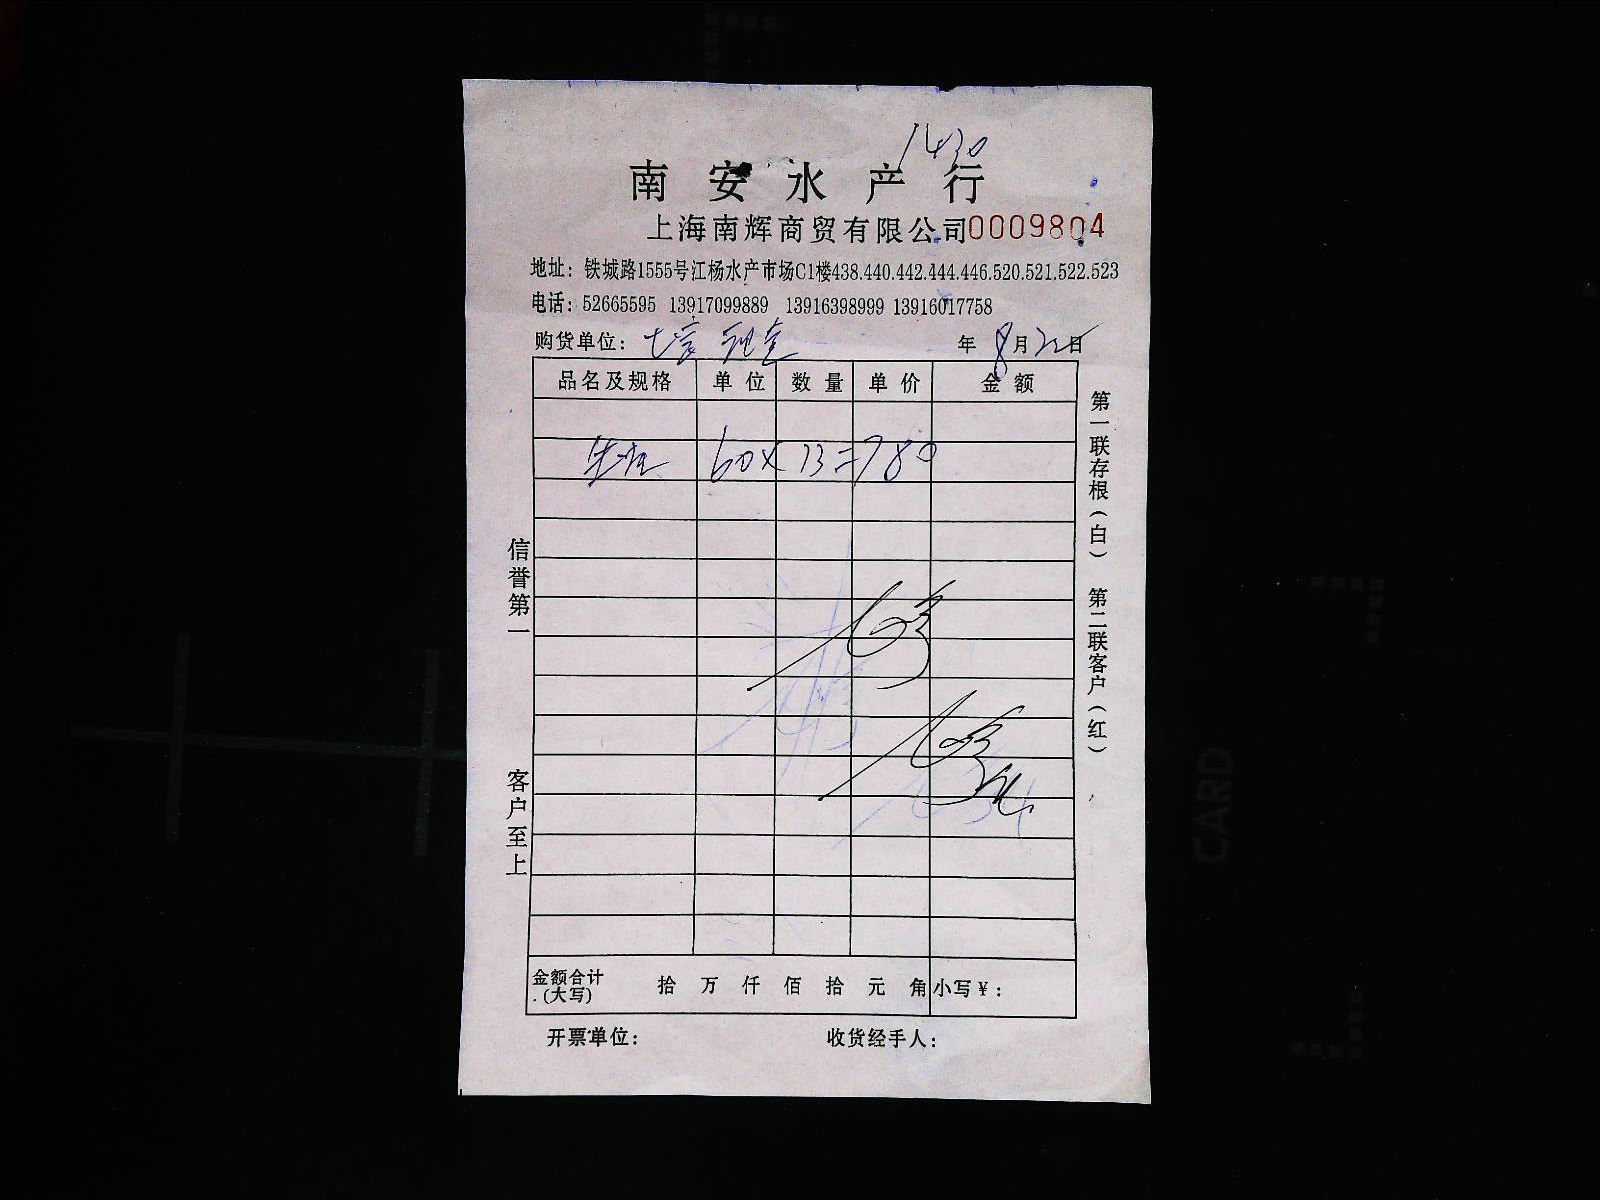 1430
南安水产行
上海南辉商贸有限公司0009804
地址：铁城路1555号江杨水产市场C1楼438.440.442.444.446.520.521.522.523
电话：52665595 13917099889 13916398999 13916017758
购货单位： 年 8月 日
品名及规格 单位 数量 单价 金额
60×13=780
信誉第一 客户至上
第一联存根（白） 第二联客户（红）
金额合计(大写) 拾 万 仟 佰 拾 元 角 小写¥：
开票单位： 收货经手人：
CARD